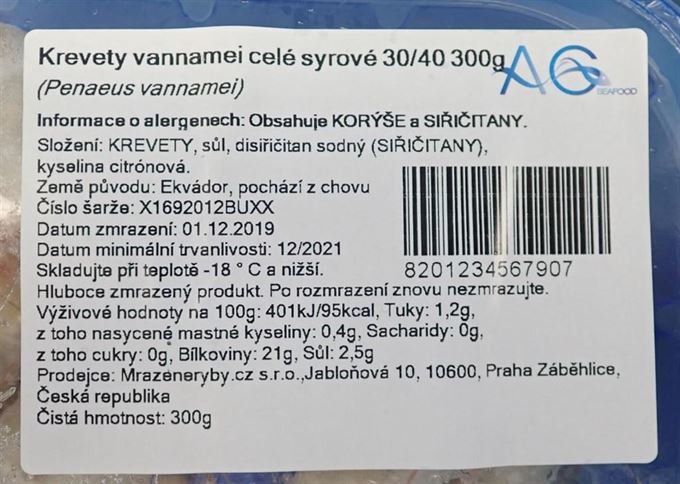 Krevety vannamei celé syrové 30/40 300g
AG
SEAFOOD
(Penaeus vannamei)
Informace o alergenech: Obsahuje KORÝŠE a SIŘIČITANY.
Složení: KREVETY, sůl, disiřičitan sodný (SIŘIČITANY),
kyselina citrónová.
Země původu: Ekvádor, pochází z chovu
Číslo šarže: X1692012BUXX
Datum zmrazení: 01.12.2019
Datum minimální trvanlivosti: 12/2021
Skladujte při teplotě -18 ° C a nižší.
8201234567907
Hluboce zmrazený produkt. Po rozmrazení znovu nezmrazujte.
Výživové hodnoty na 100g: 401kJ/95kcal, Tuky: 1,2g,
z toho nasycené mastné kyseliny: 0,4g, Sacharidy: 0g,
z toho cukry: 0g, Bílkoviny: 21g, Sůl: 2,5g
Prodejce: Mrazeneryby.cz s.r.o.,Jabloňová 10, 10600, Praha Záběhlice,
Česká republika
Čistá hmotnost: 300g